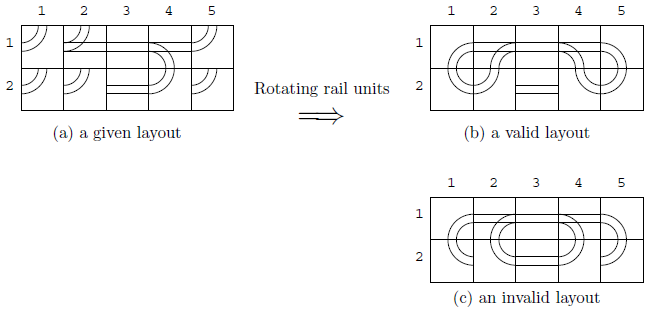 1 2 3 4 5
1
2
(a) a given layout
Rotating rail units
⟹
1 2 3 4 5
1
2
(b) a valid layout
1 2 3 4 5
1
2
(c) an invalid layout